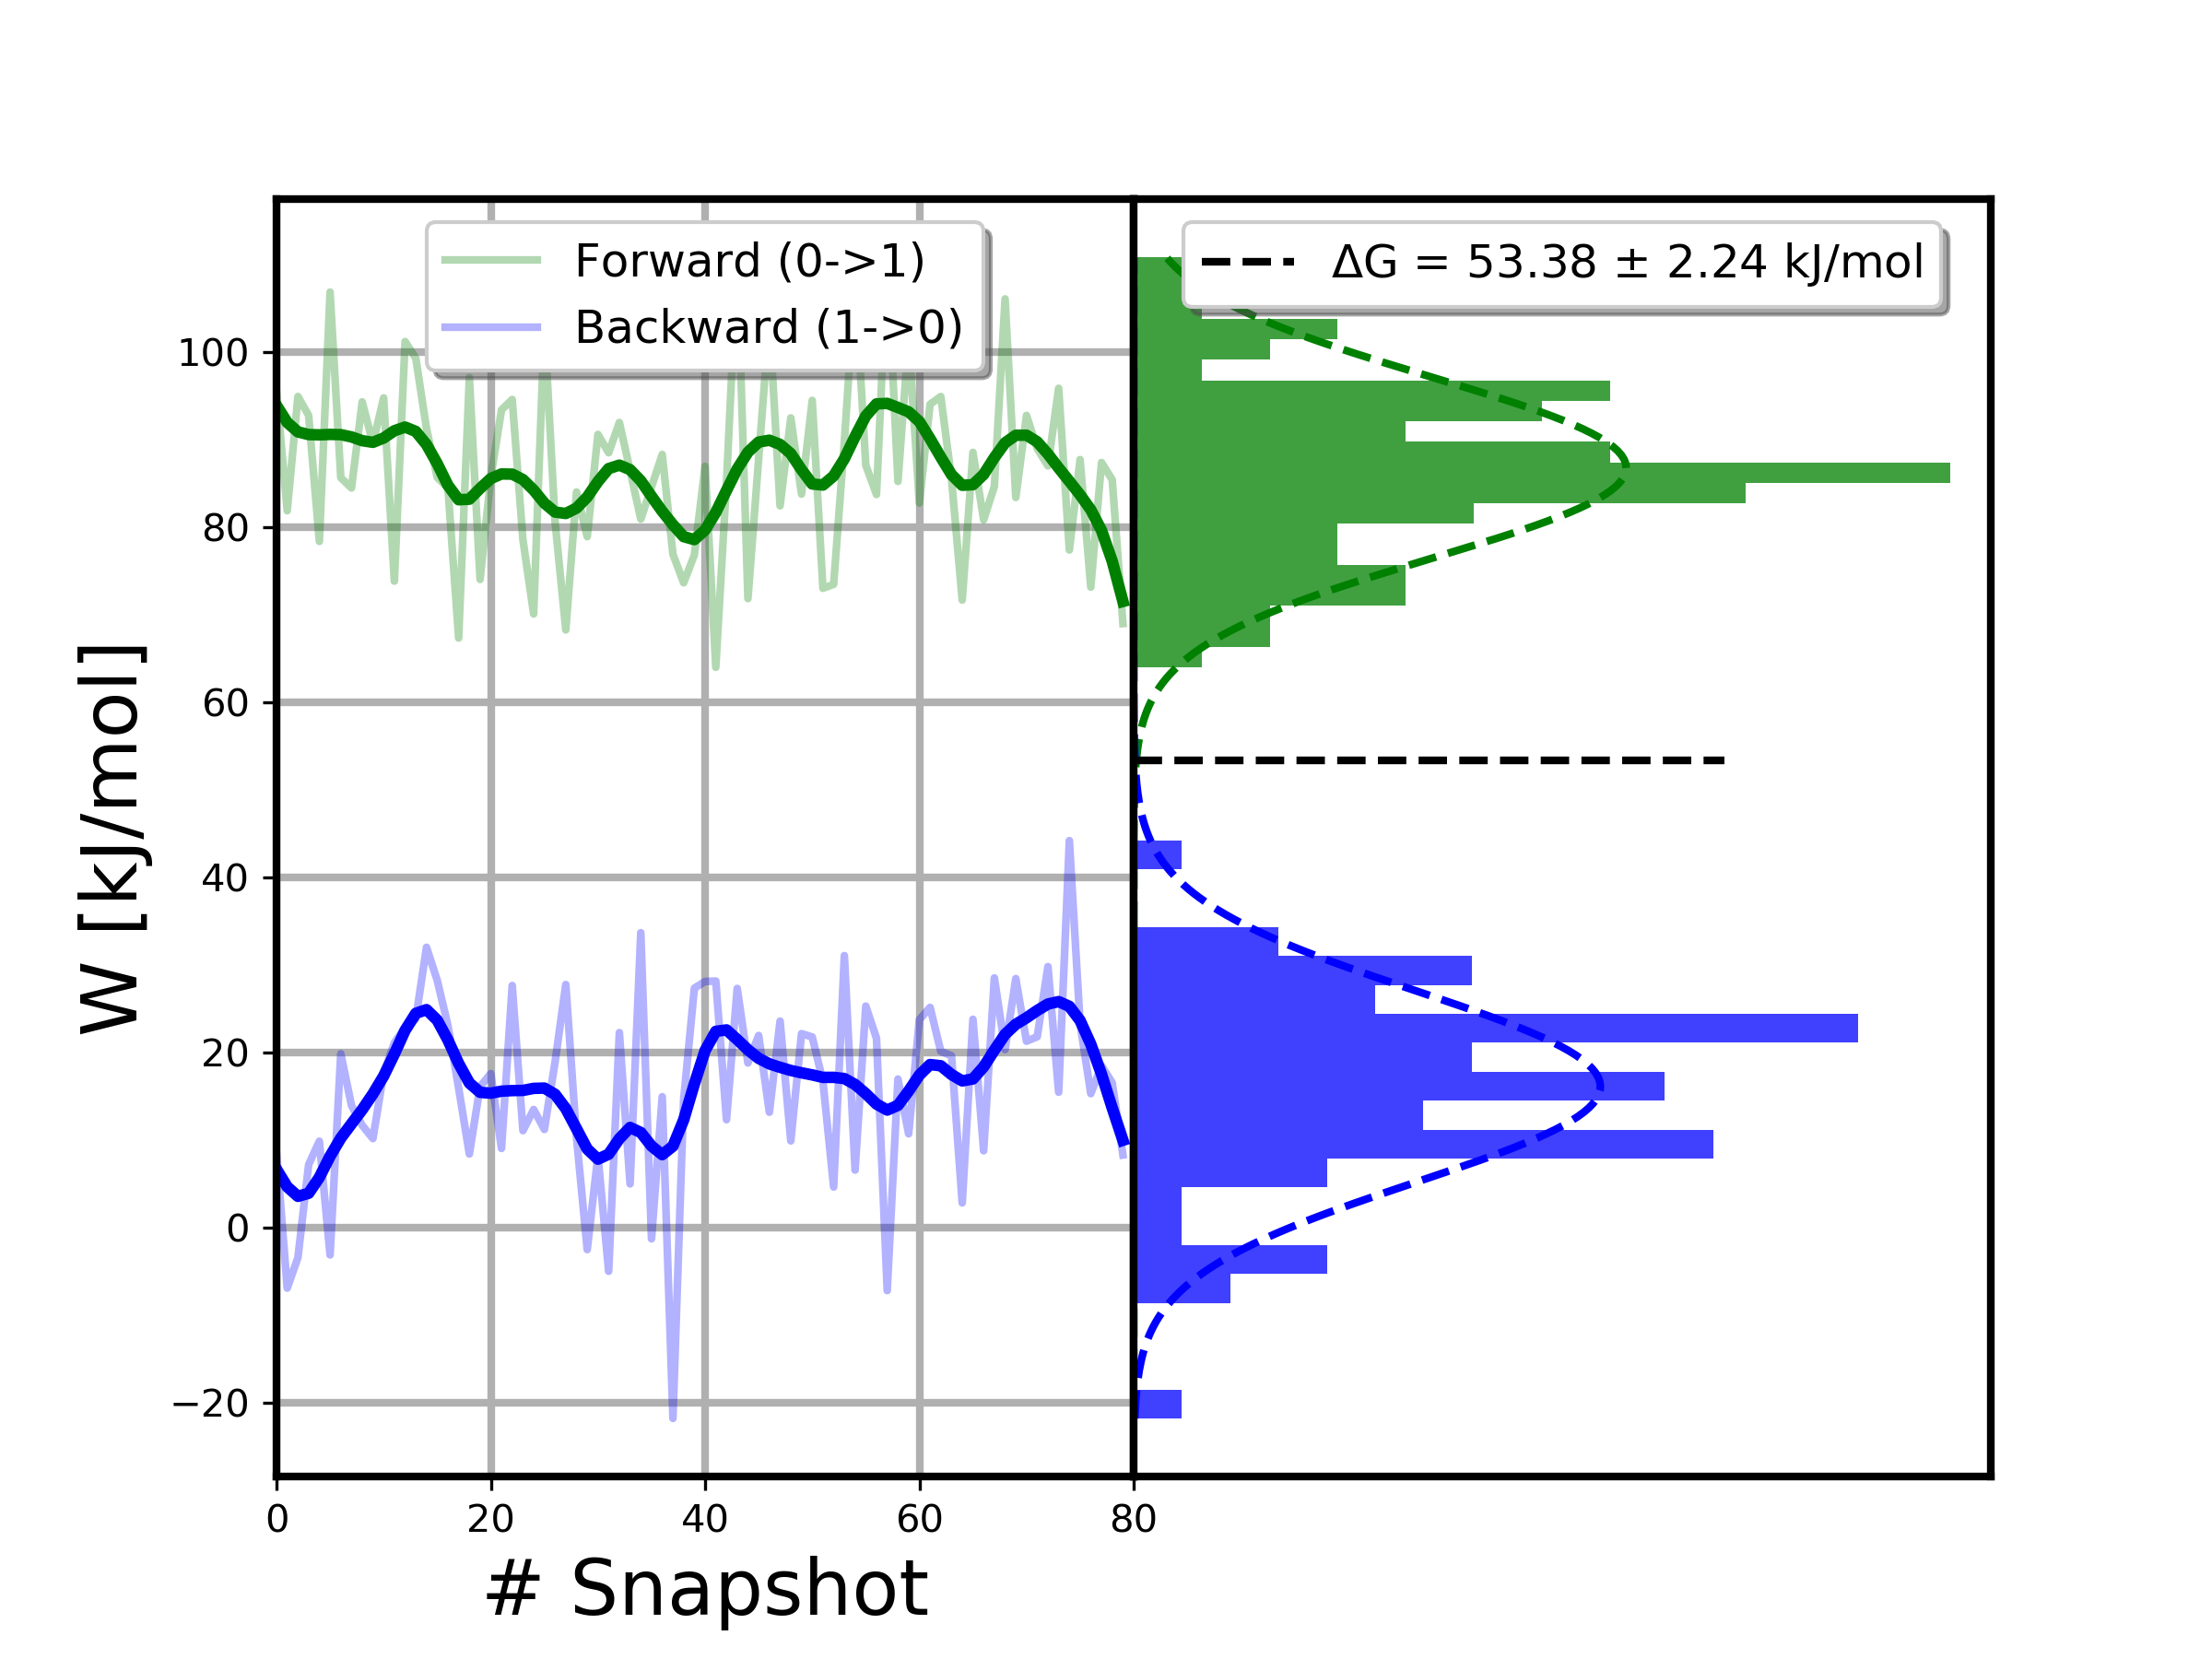 Forward (0->1)
Backward (1->0)
ΔG = 53.38 ± 2.24 kJ/mol
W [kJ/mol]
100
80
60
40
20
0
−20
0 20 40 60 80
# Snapshot